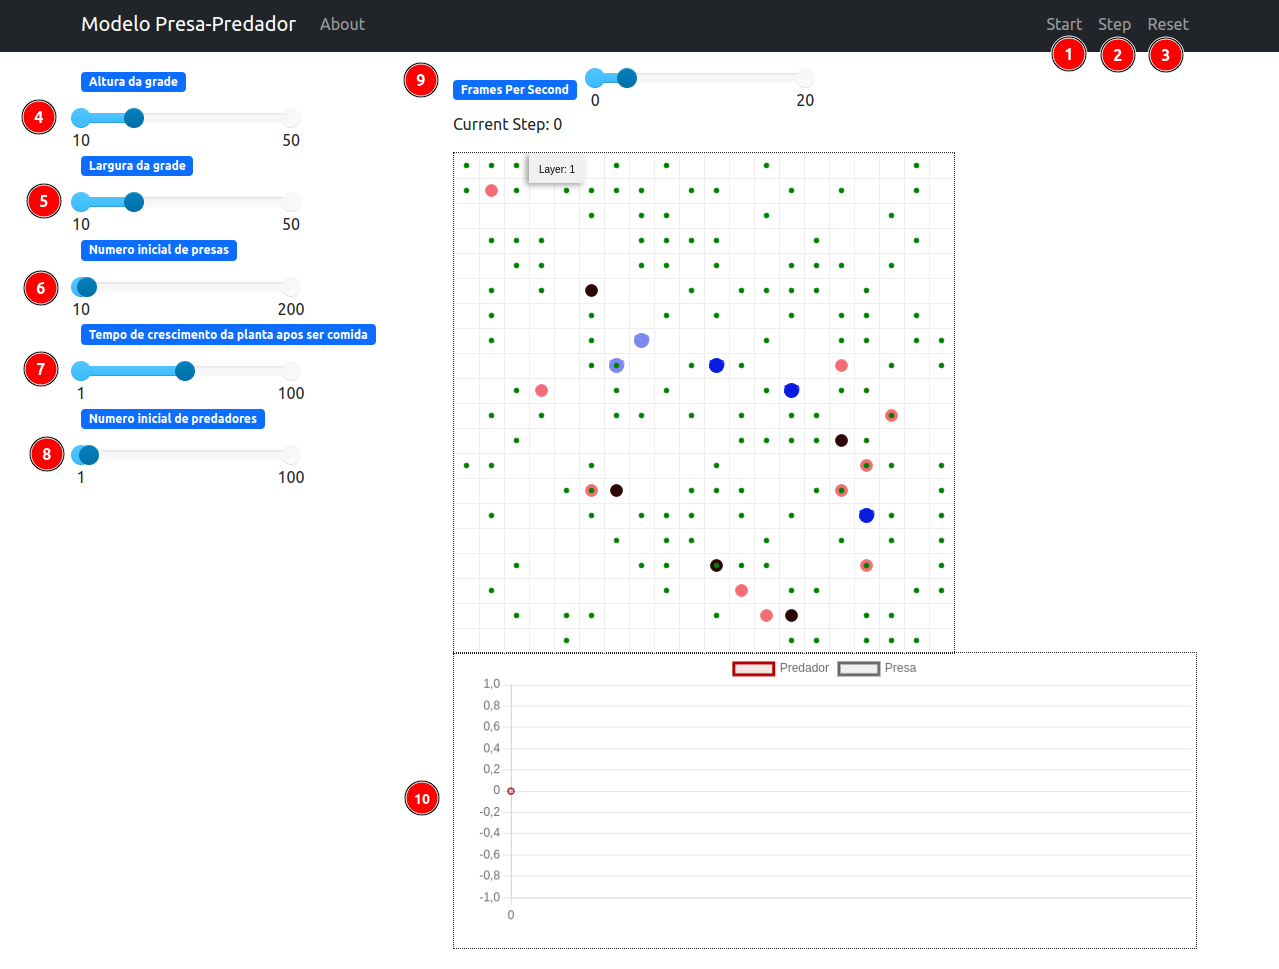 Modelo Presa-Predador About Start Step Reset
1 2 3
Altura da grade
4
10 50
Largura da grade
5
10 50
Numero inicial de presas
6
10 200
Tempo de crescimento da planta apos ser comida
7
1 100
Numero inicial de predadores
8
1 100
9
Frames Per Second
0 20
Current Step: 0
Layer: 1
Predador Presa
1,0
0,8
0,6
0,4
0,2
0
-0,2
-0,4
-0,6
-0,8
-1,0
0
10